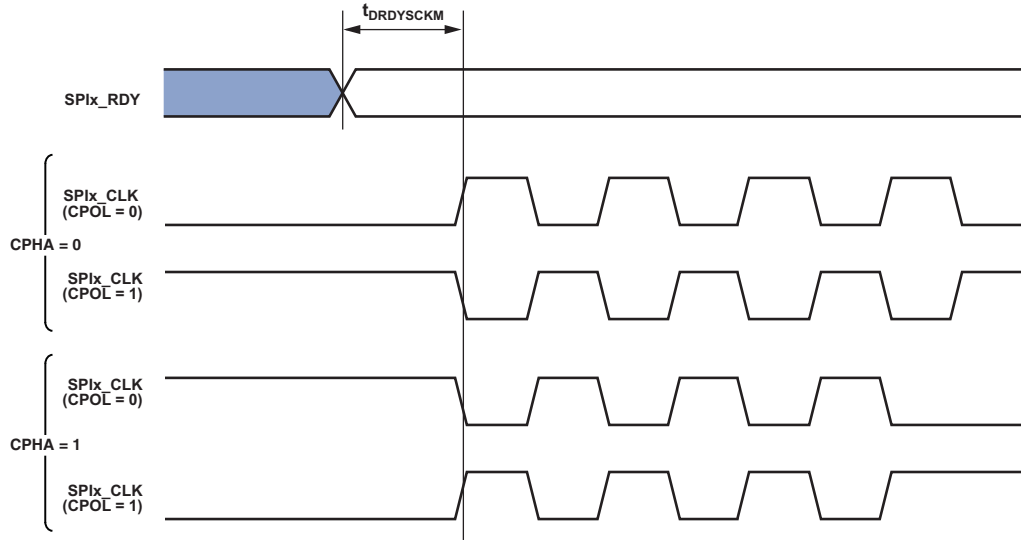 tDRDYSCKM
SPIx_RDY
SPIx_CLK
(CPOL = 0)
CPHA = 0
SPIx_CLK
(CPOL = 1)
SPIx_CLK
(CPOL = 0)
CPHA = 1
SPIx_CLK
(CPOL = 1)